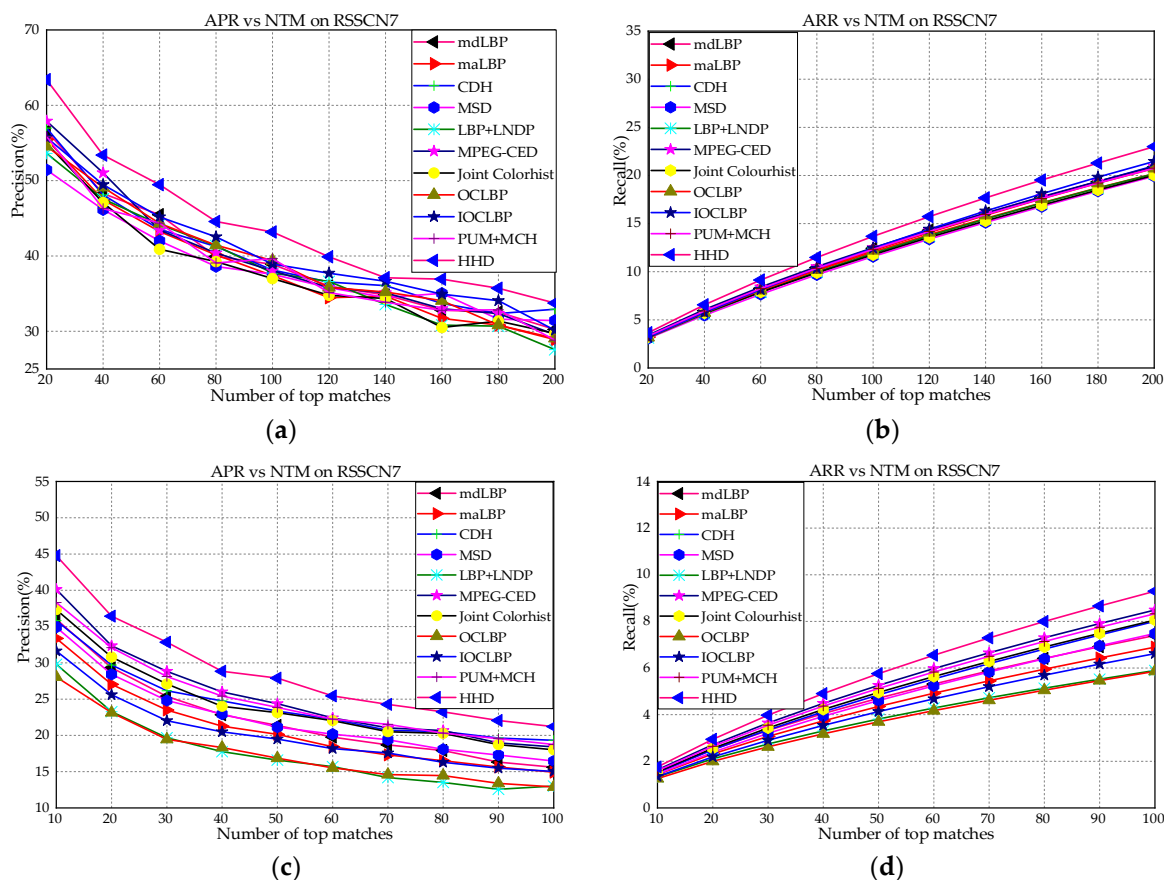 APR vs NTM on RSSCN7
Precision(%)
70
60
50
40
30
25
20 40 60 80 100 120 140 160 180 200
Number of top matches
mdLBP
maLBP
CDH
MSD
LBP+LNDP
MPEG-CED
Joint Colorhist
OCLBP
IOCLBP
PUM+MCH
HHD
(a)
ARR vs NTM on RSSCN7
Recall(%)
35
30
25
20
15
10
5
0
20 40 60 80 100 120 140 160 180 200
Number of top matches
mdLBP
maLBP
CDH
MSD
LBP+LNDP
MPEG-CED
Joint Colourhist
OCLBP
IOCLBP
PUM+MCH
HHD
(b)
APR vs NTM on RSSCN7
Precision(%)
55
50
45
40
35
30
25
20
15
10
10 20 30 40 50 60 70 80 90 100
Number of top matches
mdLBP
maLBP
CDH
MSD
LBP+LNDP
MPEG-CED
Joint Colorhist
OCLBP
IOCLBP
PUM+MCH
HHD
(c)
ARR vs NTM on RSSCN7
Recall(%)
14
12
10
8
6
4
2
0
10 20 30 40 50 60 70 80 90 100
Number of top matches
mdLBP
maLBP
CDH
MSD
LBP+LNDP
MPEG-CED
Joint Colourhist
OCLBP
IOCLBP
PUM+MCH
HHD
(d)